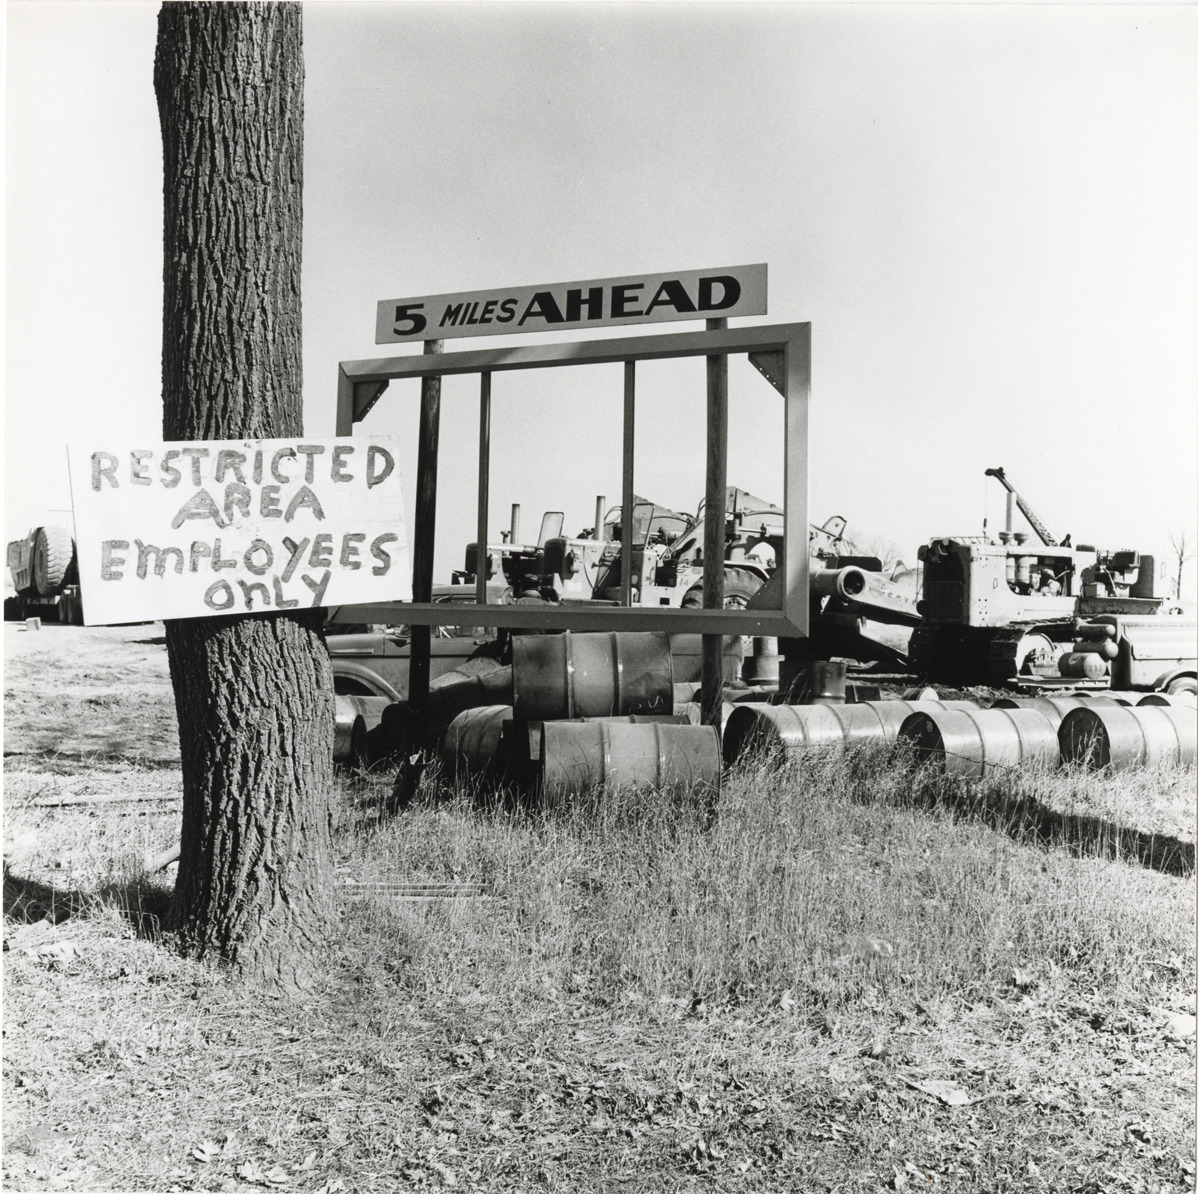 5 MILES AHEAD
RESTRICTED
AREA
EMPLOYEES
ONLY